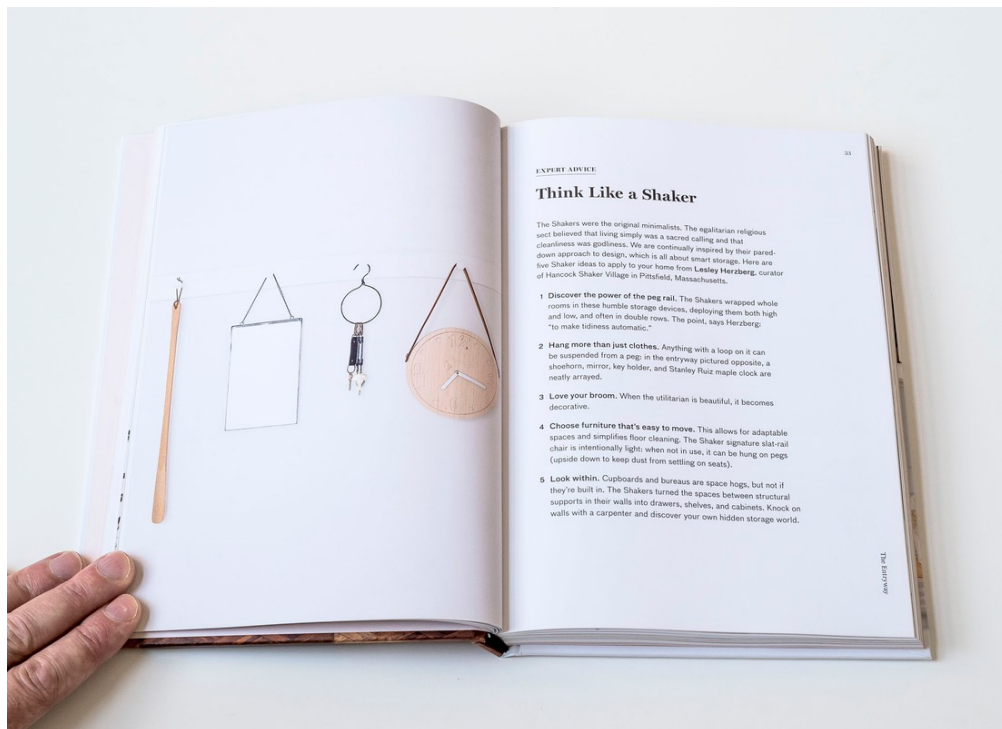 33
EXPERT ADVICE
Think Like a Shaker
The Shakers were the original minimalists. The egalitarian religious
sect believed that living simply was a sacred calling and that
cleanliness was godliness. We are continually inspired by their pared-
down approach to design, which is all about smart storage. Here are
five Shaker ideas to apply to your home from Lesley Herzberg, curator
of Hancock Shaker Village in Pittsfield, Massachusetts.
1 Discover the power of the peg rail. The Shakers wrapped whole
rooms in these humble storage devices, deploying them both high
and low, and often in double rows. The point, says Herzberg:
“to make tidiness automatic.”
2 Hang more than just clothes. Anything with a loop on it can
be suspended from a peg: in the entryway pictured opposite, a
shoehorn, mirror, key holder, and Stanley Ruiz maple clock are
neatly arrayed.
3 Love your broom. When the utilitarian is beautiful, it becomes
decorative.
4 Choose furniture that’s easy to move. This allows for adaptable
spaces and simplifies floor cleaning. The Shaker signature slat-rail
chair is intentionally light: when not in use, it can be hung on pegs
(upside down to keep dust from settling on seats).
5 Look within. Cupboards and bureaus are space hogs, but not if
they’re built in. The Shakers turned the spaces between structural
supports in their walls into drawers, shelves, and cabinets. Knock on
walls with a carpenter and discover your own hidden storage world.
The Entryway